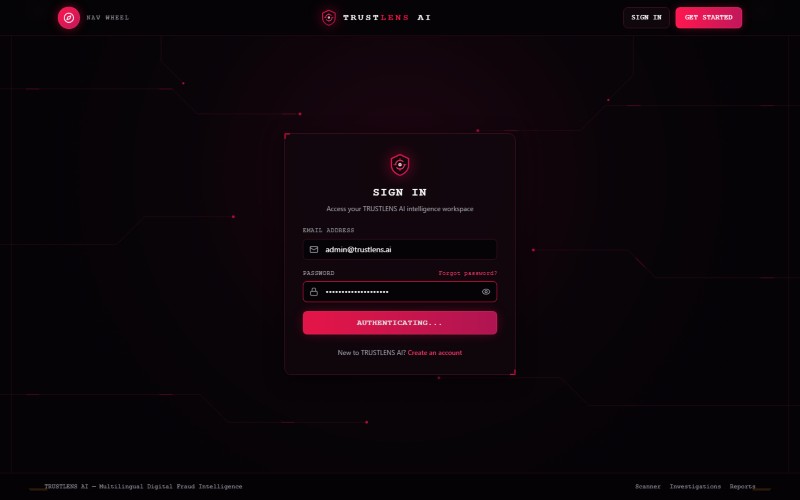 NAV WHEEL
TRUSTLENS AI
SIGN IN
GET STARTED
SIGN IN
Access your TRUSTLENS AI intelligence workspace
EMAIL ADDRESS
admin@trustlens.ai
PASSWORD
Forgot password?
••••••••••••••••••••
AUTHENTICATING...
New to TRUSTLENS AI? Create an account
TRUSTLENS AI — Multilingual Digital Fraud Intelligence
Scanner Investigations Reports